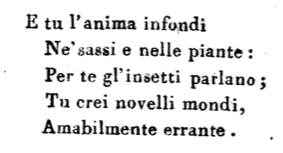 E tu l'anima infondi
Ne' sassi e nelle piante :
Per te gl'insetti parlano ;
Tu crei novelli mondi,
Amabilmente errante .